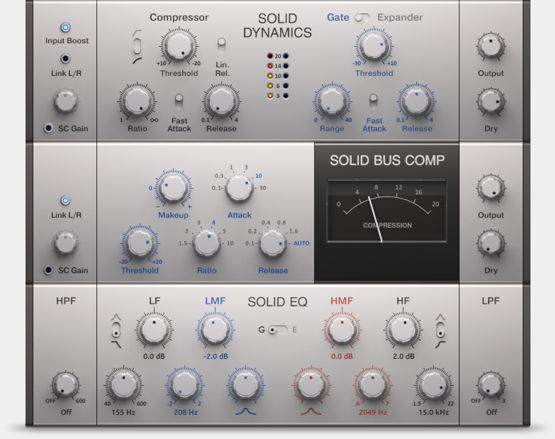 Compressor
SOLID
DYNAMICS
Gate Expander
Input Boost
Link L/R
SC Gain
+10 -20
Threshold
Lin.
Rel.
20
14
10
6
3
-30 +10
Threshold
Output
1 ∞
Ratio
Fast
Attack
0.1 4
Release
0 40
Range
Fast
Attack
0.1 4
Release
Dry
SOLID BUS COMP
Link L/R
SC Gain
0
- +
Makeup
0.1 0.3 1 3 10 30
Attack
-20 +20
Threshold
1.5 2 3 4 5 10
Ratio
0.1 0.2 0.4 0.8 1.6 AUTO
Release
0 4 8 12 16 20
COMPRESSION
Output
Dry
HPF
LF
LMF
SOLID EQ
HMF
HF
LPF
G E
0.0 dB
-2.0 dB
0.0 dB
2.0 dB
OFF 600
Off
40 600
155 Hz
.2 2
208 Hz
.6 7
2049 Hz
1.5 22
15.0 kHz
OFF 3
Off